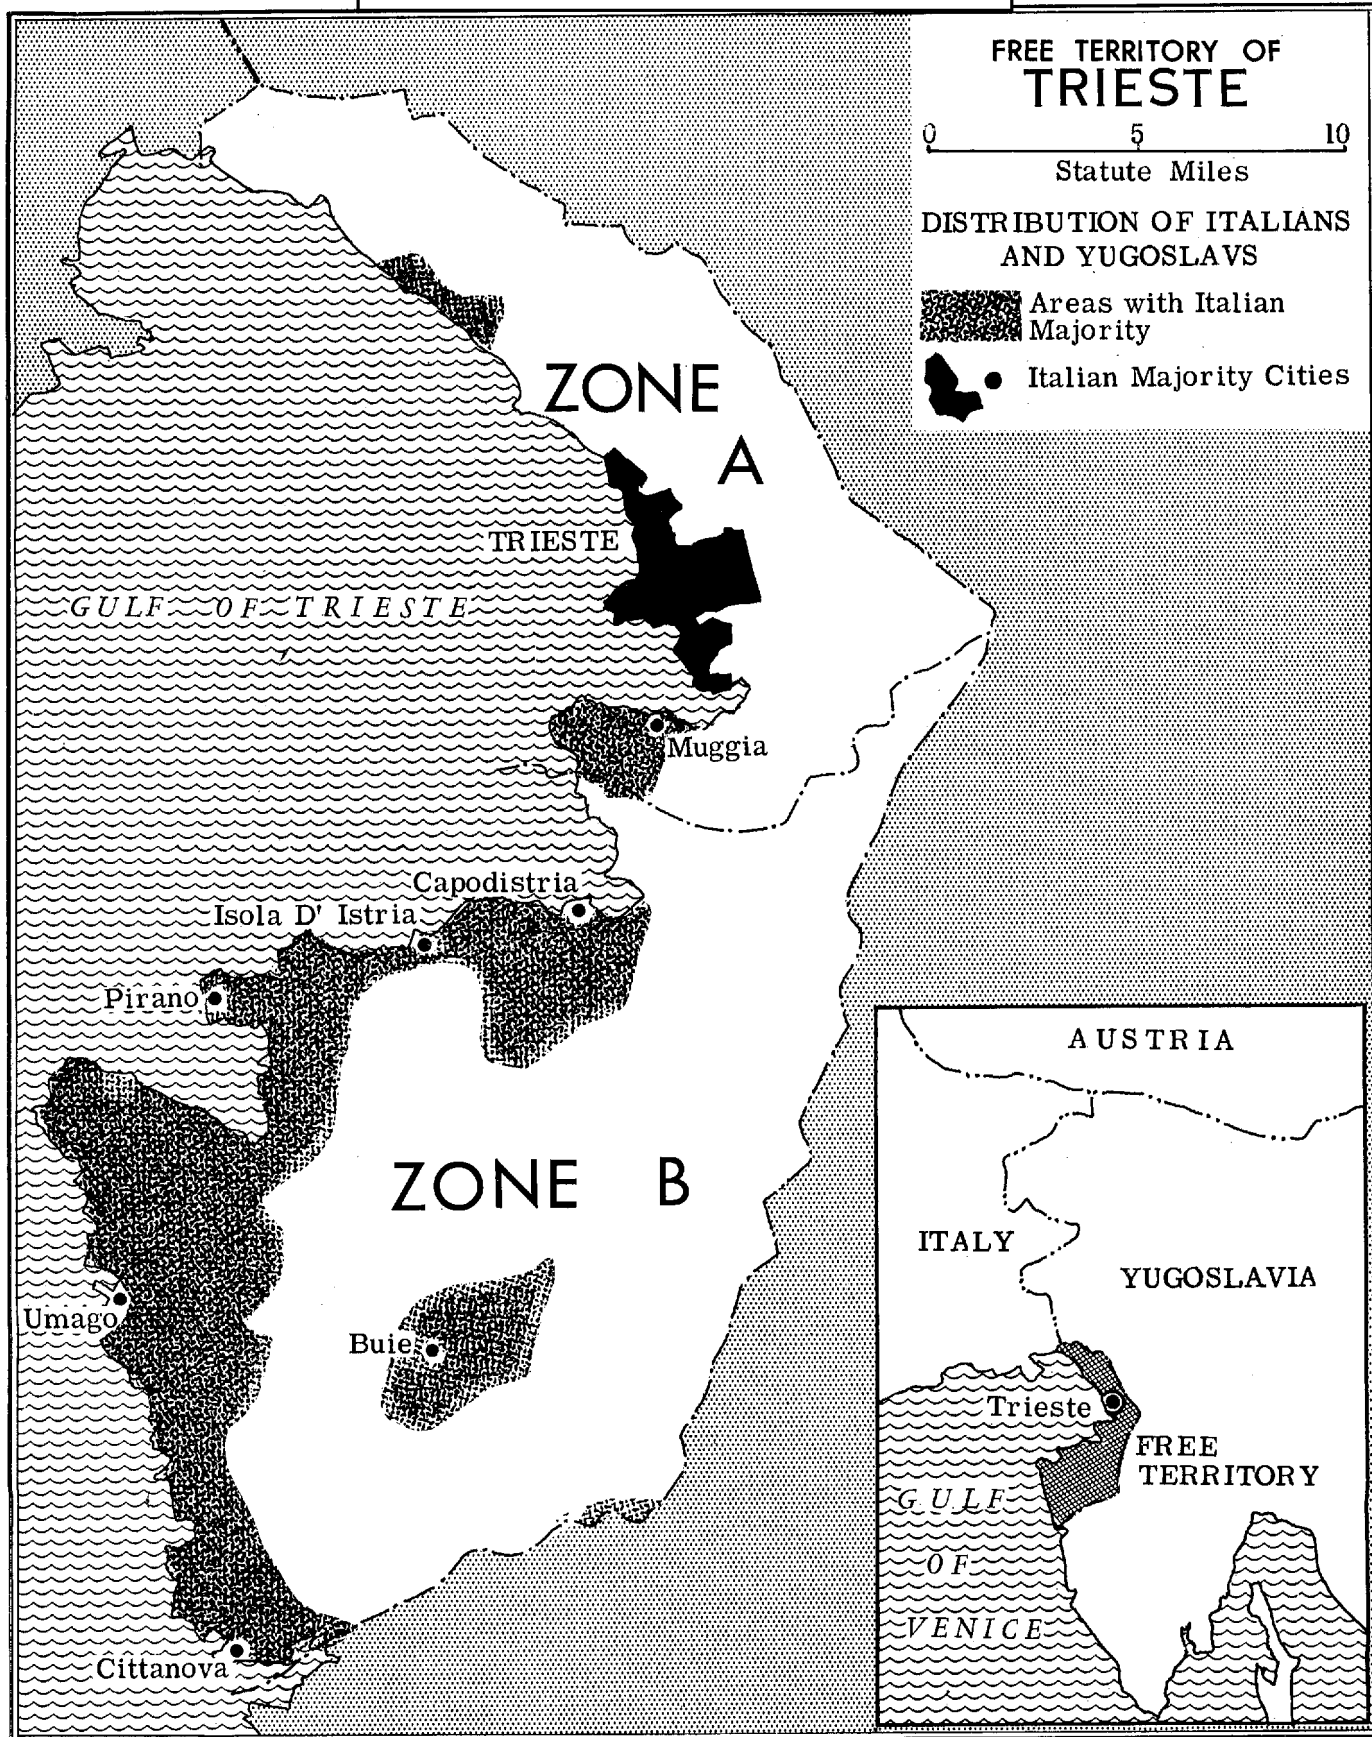 FREE TERRITORY OF
TRIESTE
0 5 10
Statute Miles
DISTRIBUTION OF ITALIANS
AND YUGOSLAVS
Areas with Italian
Majority
Italian Majority Cities
ZONE
A
TRIESTE
GULF OF TRIESTE
Muggia
Capodistria
Isola D' Istria
Pirano
ZONE B
Umago
Buie
Cittanova
AUSTRIA
ITALY
YUGOSLAVIA
Trieste
FREE
TERRITORY
GULF
OF
VENICE